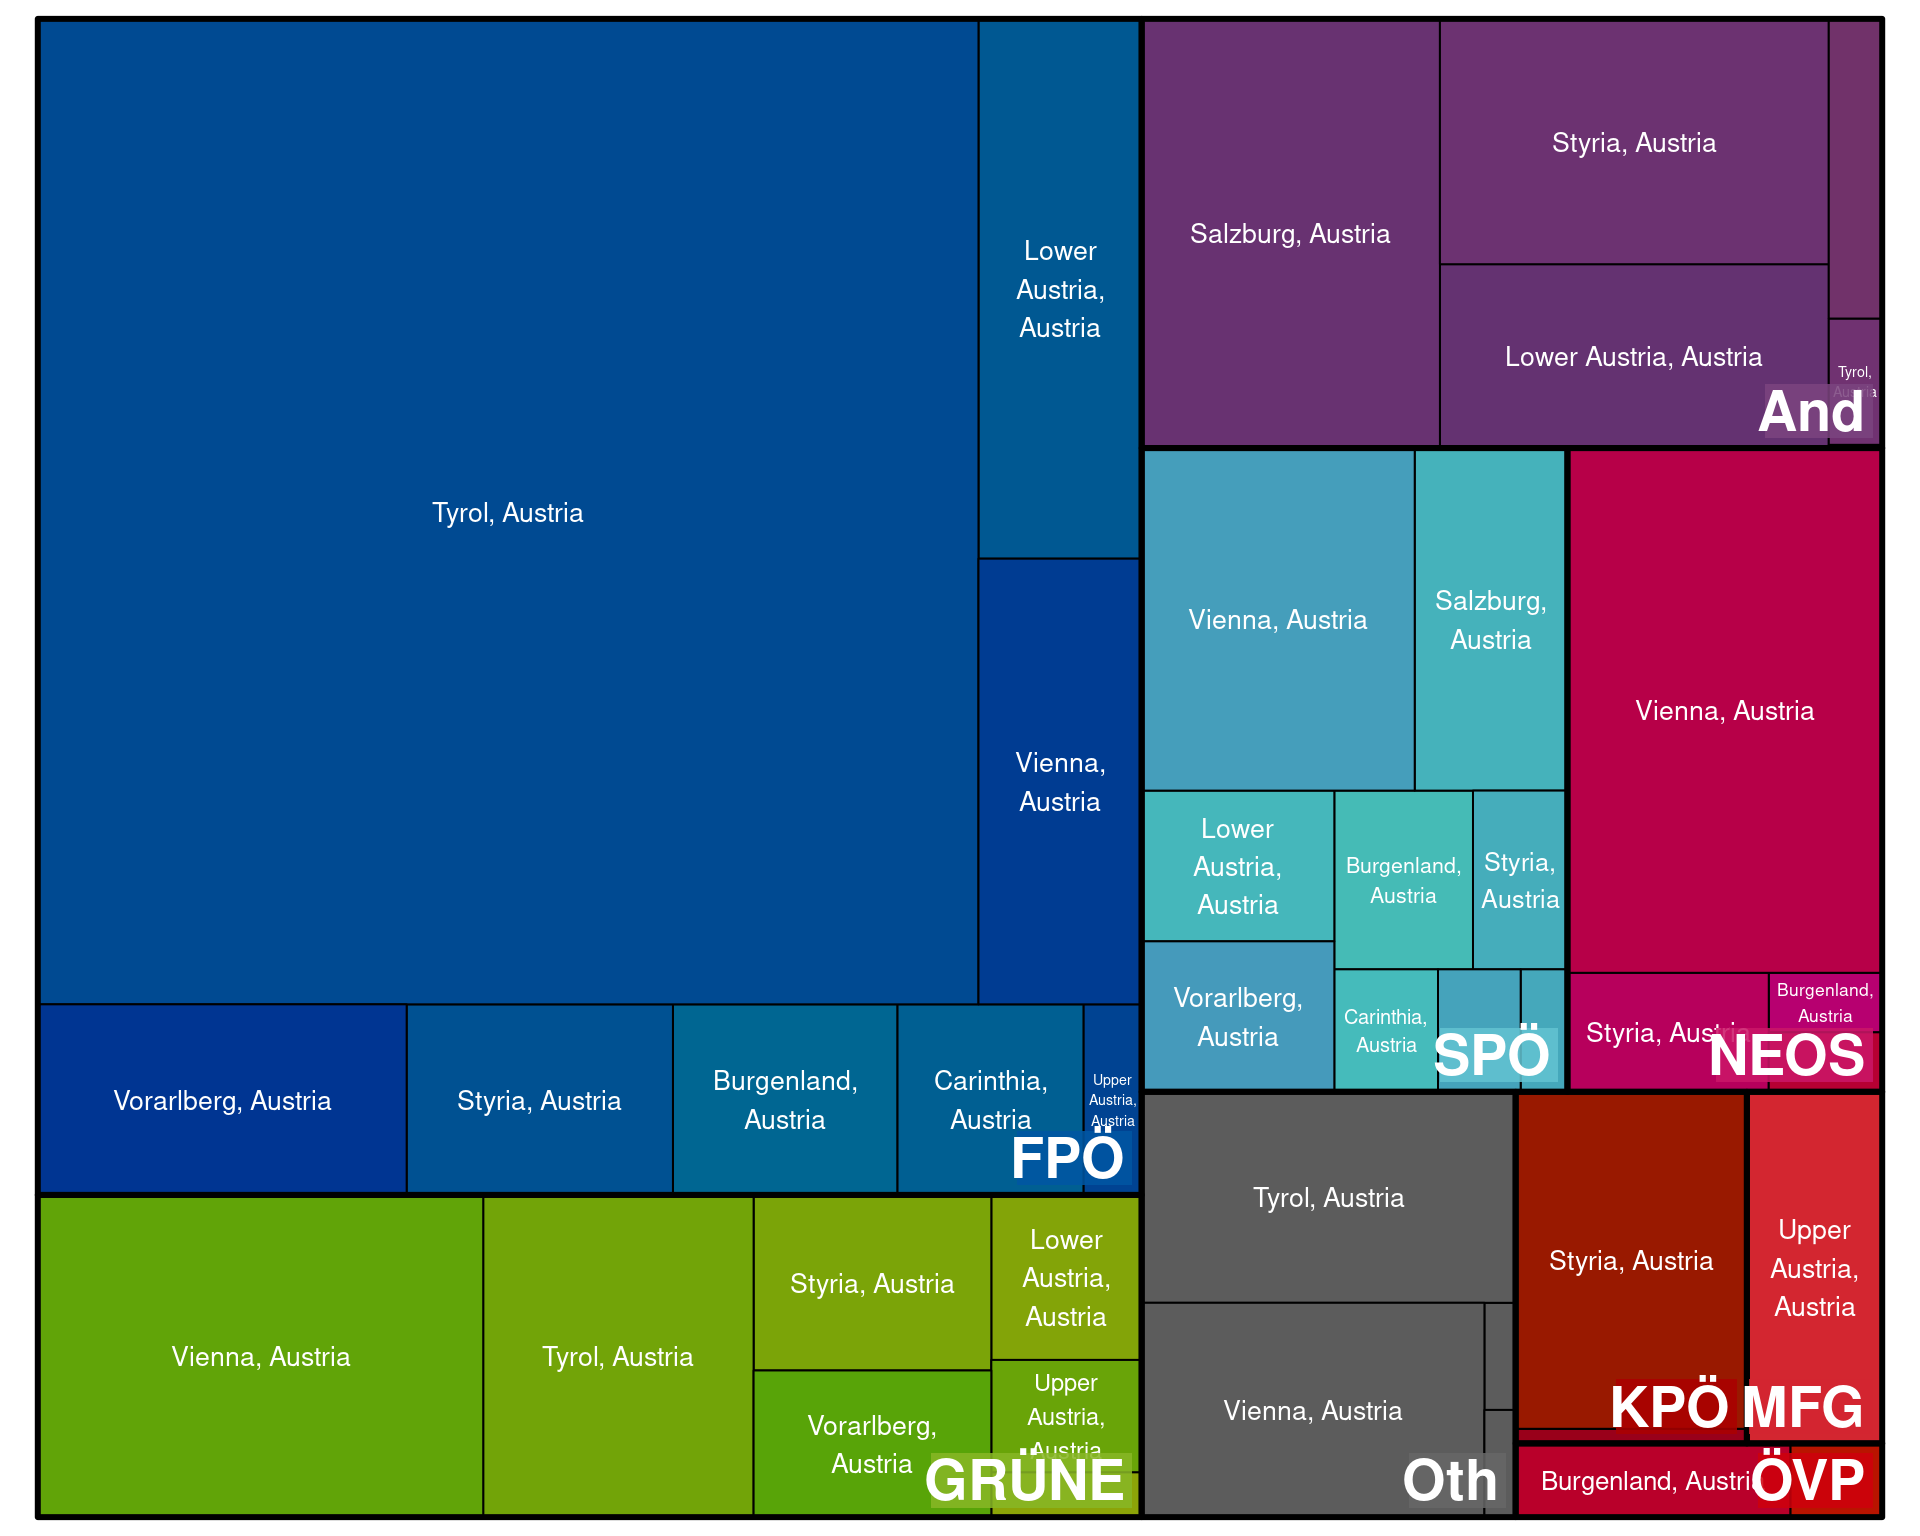 Tyrol, Austria
Lower
Austria,
Austria
Vienna,
Austria
Vorarlberg, Austria
Styria, Austria
Burgenland,
Austria
Carinthia,
Austria
Upper
Austria,
Austria
FPÖ
Vienna, Austria
Tyrol, Austria
Styria, Austria
Vorarlberg,
Austria
Lower
Austria,
Austria
Upper
Austria,
Austria
GRÜNE
Salzburg, Austria
Styria, Austria
Lower Austria, Austria
Tyrol,
Austria
And
Vienna, Austria
Salzburg,
Austria
Lower
Austria,
Austria
Vorarlberg,
Austria
Burgenland,
Austria
Styria,
Austria
Carinthia,
Austria
SPÖ
Vienna, Austria
Styria, Austria
Burgenland,
Austria
NEOS
Tyrol, Austria
Vienna, Austria
Oth
Styria, Austria
KPÖ
Upper
Austria,
Austria
MFG
Burgenland, Austria
ÖVP